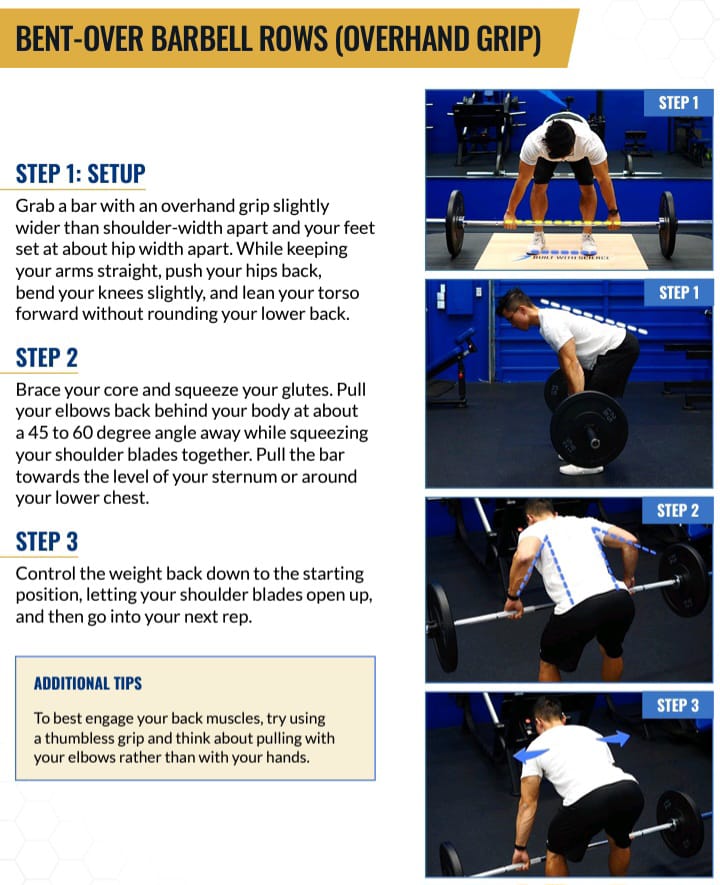 BENT-OVER BARBELL ROWS (OVERHAND GRIP)
STEP 1: SETUP
Grab a bar with an overhand grip slightly
wider than shoulder-width apart and your feet
set at about hip width apart. While keeping
your arms straight, push your hips back,
bend your knees slightly, and lean your torso
forward without rounding your lower back.
STEP 2
Brace your core and squeeze your glutes. Pull
your elbows back behind your body at about
a 45 to 60 degree angle away while squeezing
your shoulder blades together. Pull the bar
towards the level of your sternum or around
your lower chest.
STEP 3
Control the weight back down to the starting
position, letting your shoulder blades open up,
and then go into your next rep.
ADDITIONAL TIPS
To best engage your back muscles, try using
a thumbless grip and think about pulling with
your elbows rather than with your hands.
STEP 1
BUILT WITH SCIENCE
STEP 1
STEP 2
STEP 3